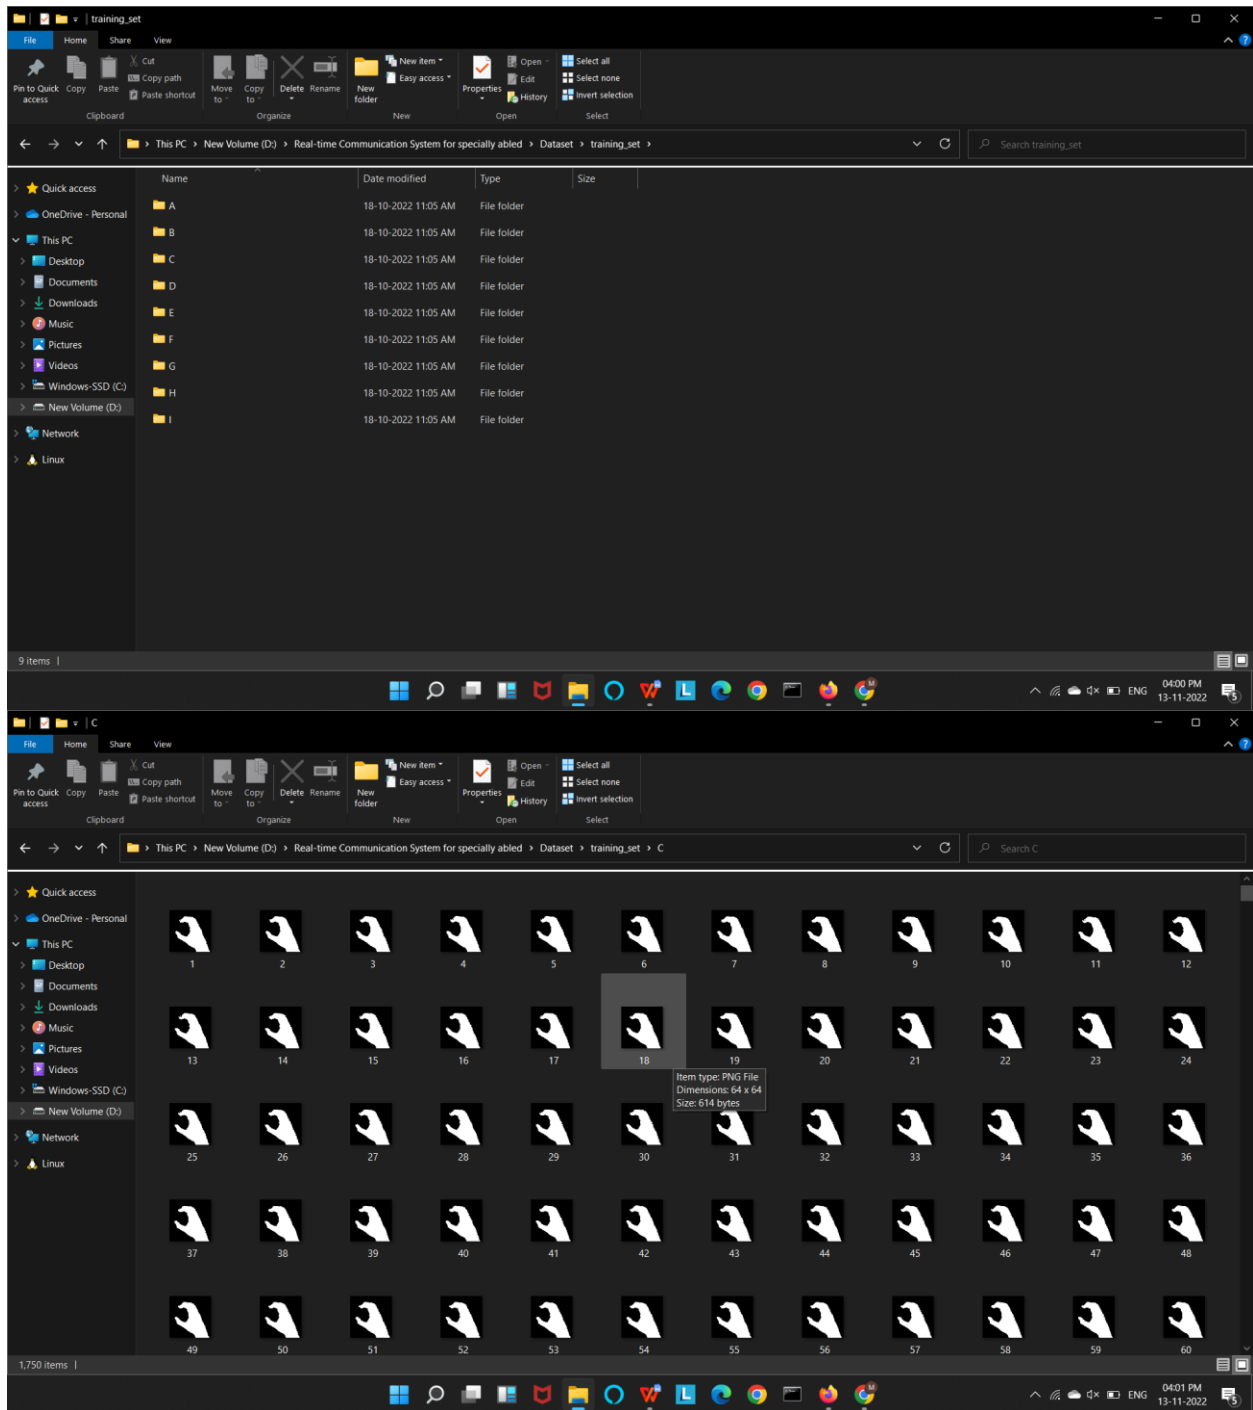 training_set
File Home Share View
Pin to Quick access Copy Paste Cut Copy path Paste shortcut Move to Copy to Delete Rename New folder New item Easy access Properties Open Edit History Select all Select none Invert selection
Clipboard Organize New Open Select
This PC › New Volume (D:) › Real-time Communication System for specially abled › Dataset › training_set › Search training_set
Name Date modified Type Size
Quick access
OneDrive - Personal
This PC
Desktop
Documents
Downloads
Music
Pictures
Videos
Windows-SSD (C:)
New Volume (D:)
Network
Linux
A 18-10-2022 11:05 AM File folder
B 18-10-2022 11:05 AM File folder
C 18-10-2022 11:05 AM File folder
D 18-10-2022 11:05 AM File folder
E 18-10-2022 11:05 AM File folder
F 18-10-2022 11:05 AM File folder
G 18-10-2022 11:05 AM File folder
H 18-10-2022 11:05 AM File folder
I 18-10-2022 11:05 AM File folder
9 items
ENG 04:00 PM
13-11-2022
5
C
File Home Share View
Pin to Quick access Copy Paste Cut Copy path Paste shortcut Move to Copy to Delete Rename New folder New item Easy access Properties Open Edit History Select all Select none Invert selection
Clipboard Organize New Open Select
This PC › New Volume (D:) › Real-time Communication System for specially abled › Dataset › training_set › C Search C
Quick access
OneDrive - Personal
This PC
Desktop
Documents
Downloads
Music
Pictures
Videos
Windows-SSD (C:)
New Volume (D:)
Network
Linux
1 2 3 4 5 6 7 8 9 10 11 12
13 14 15 16 17 18 19 20 21 22 23 24
Item type: PNG File
Dimensions: 64 x 64
Size: 614 bytes
25 26 27 28 29 30 31 32 33 34 35 36
37 38 39 40 41 42 43 44 45 46 47 48
49 50 51 52 53 54 55 56 57 58 59 60
1,750 items
ENG 04:01 PM
13-11-2022
5